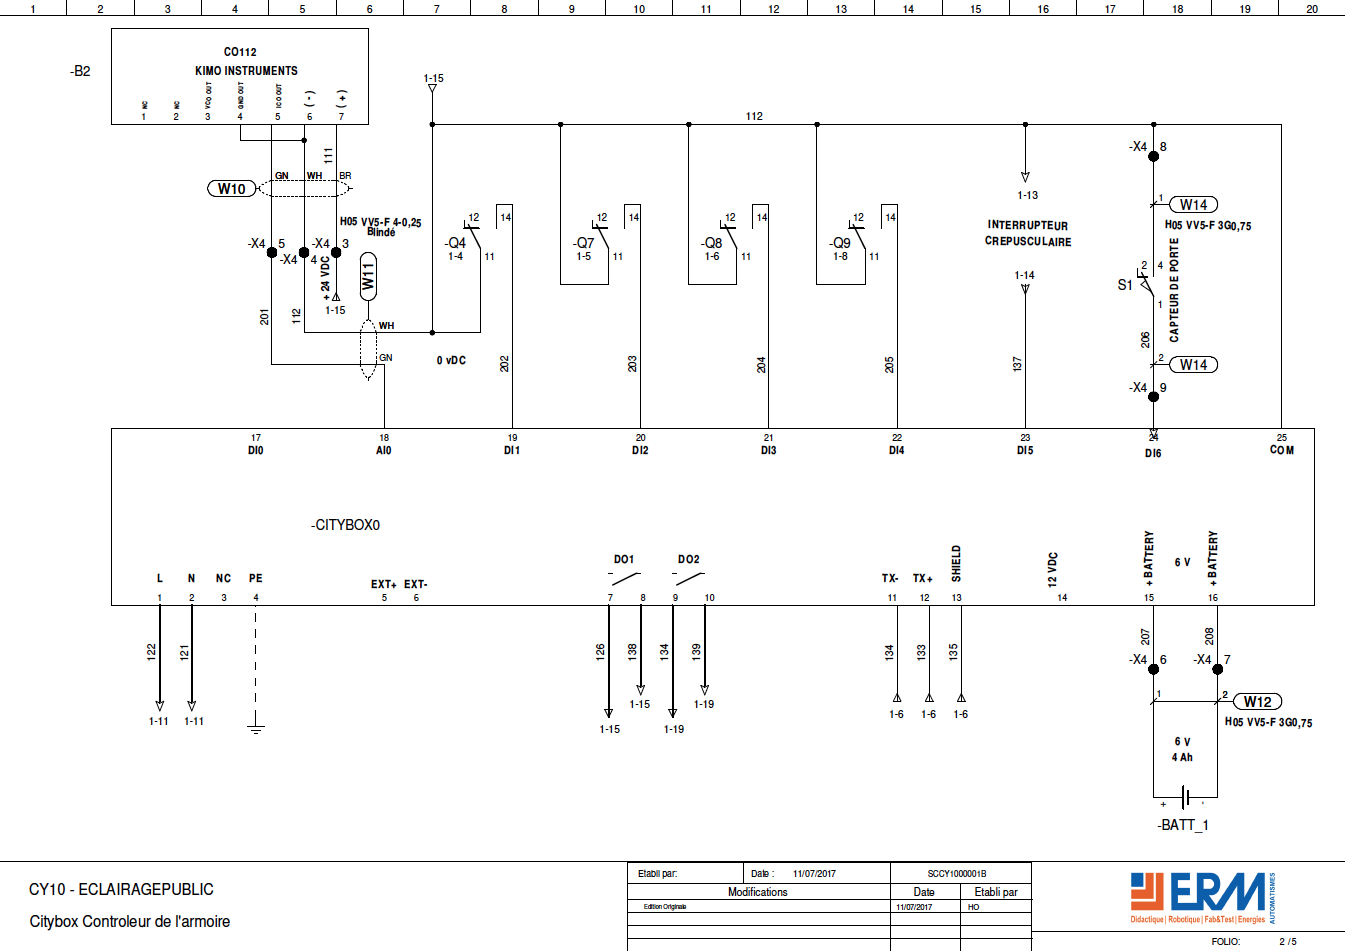 1 2 3 4 5 6 7 8 9 10 11 12 13 14 15 16 17 18 19 20
CO112
-B2
KIMO INSTRUMENTS
NC NC VCO OUT GND OUT ICO OUT (-) (+)
1 2 3 4 5 6 7
1-15
112
111
-X4 8
GN WH BR
W10
1-13
1 W14
H05 VV5-F 3G0,75
H05 VV5-F 4-0,25
Blindé
12 14 12 14 12 14 12 14
INTERRUPTEUR
CREPUSCULAIRE
-X4 5 -X4 3
-X4 4
-Q4 -Q7 -Q8 -Q9
1-4 11 1-5 11 1-6 11 1-8 11
+ 24 VDC
W11
1-15
1-14
2 4
S1
1
CAPTEUR DE PORTE
201 112
WH
206
0 vDC
GN
202 203 204 205 137
2 W14
-X4 9
17 18 19 20 21 22 23 24 25
DI0 AI0 DI1 DI2 DI3 DI4 DI5 DI6 COM
-CITYBOX0
DO1 DO2
SHIELD 12 VDC + BATTERY 6 V + BATTERY
L N NC PE EXT+ EXT- TX- TX+
1 2 3 4 5 6 7 8 9 10 11 12 13 14 15 16
122 121 126 138 134 139 134 133 135 207 208
-X4 6 -X4 7
1-11 1-11 1-15 1-19 1-6 1-6 1-6
1-15 1-19
1 2 W12
H05 VV5-F 3G0,75
6 V
4 Ah
+ -
-BATT_1
CY10 - ECLAIRAGEPUBLIC
Citybox Controleur de l'armoire
Etabli par: Date : 11/07/2017 SCCY1000001B
Modifications Date Etabli par
Edition Originale 11/07/2017 HO
ERM
AUTOMATISMES
Didactique | Robotique | Fab&Test | Energies
FOLIO: 2 /5